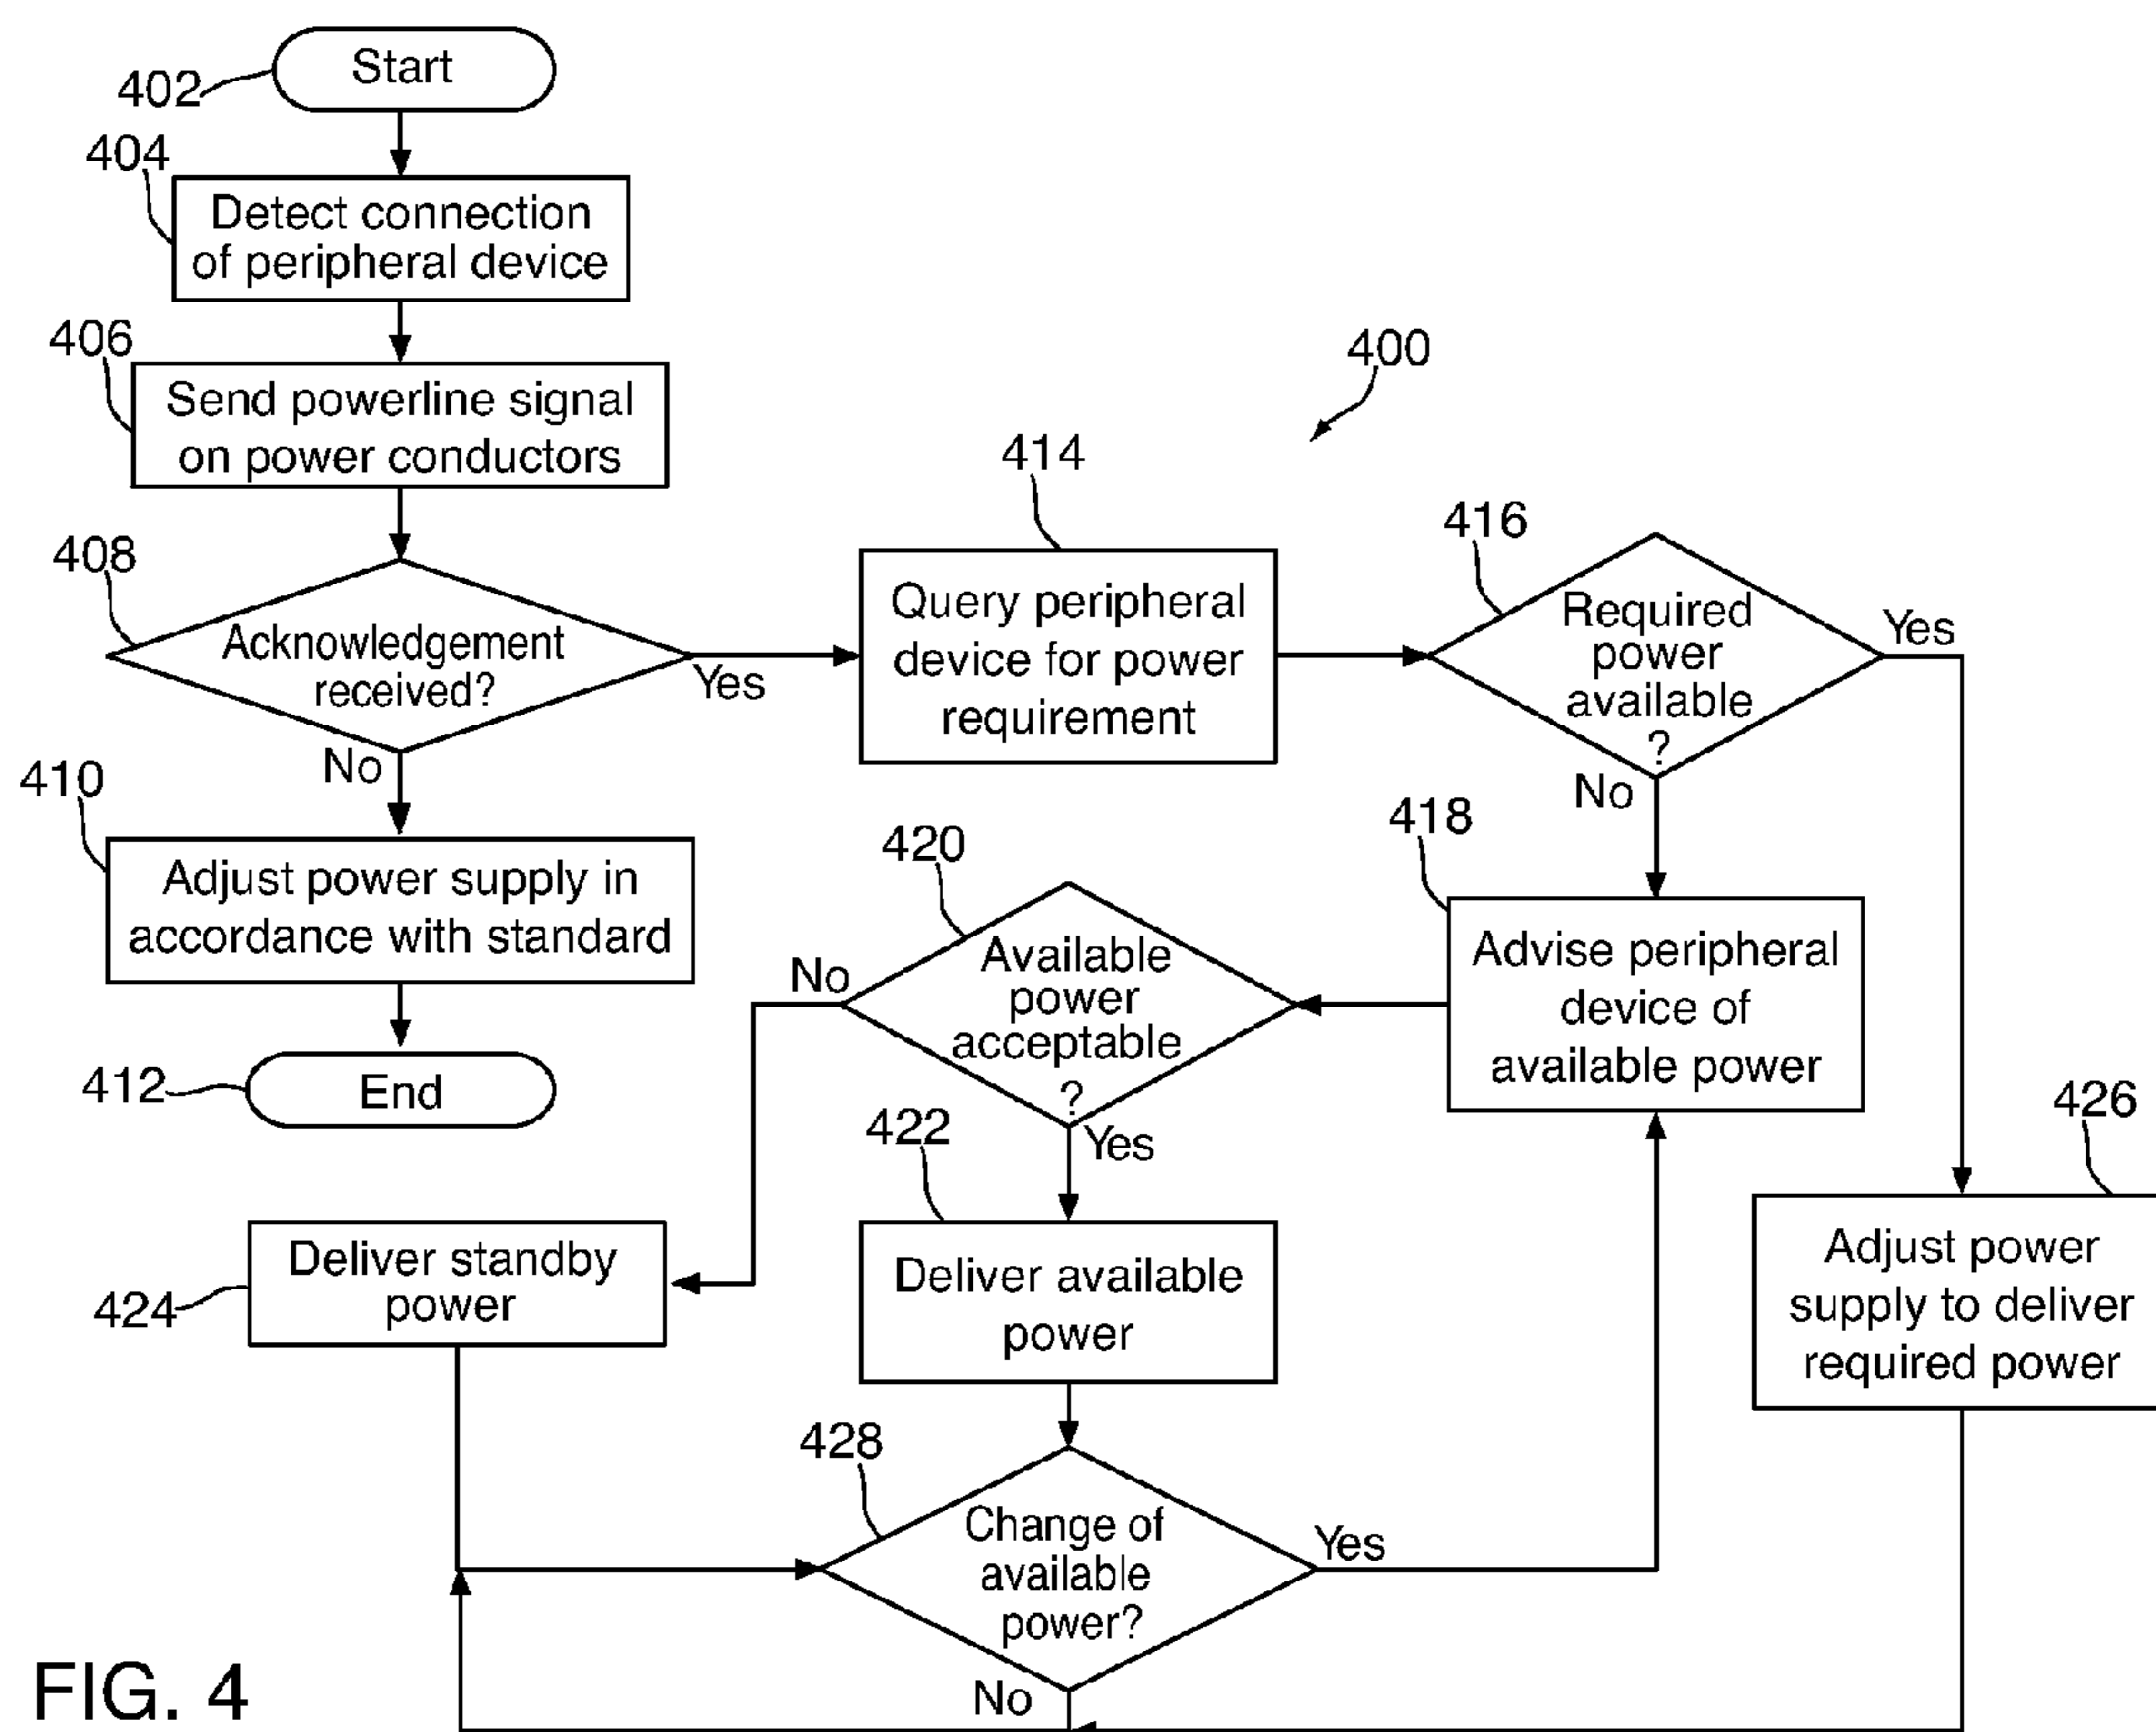 Start
402
404
Detect connection
of peripheral device
406
Send powerline signal
on power conductors
400
408
Acknowledgement
received?
Yes
No
414
Query peripheral
device for power
requirement
416
Required
power
available
?
Yes
No
410
Adjust power supply in
accordance with standard
412
End
418
Advise peripheral
device of
available power
420
Available
power
acceptable
?
No
Yes
422
Deliver available
power
424
Deliver standby
power
426
Adjust power
supply to deliver
required power
428
Change of
available
power?
Yes
No
FIG. 4